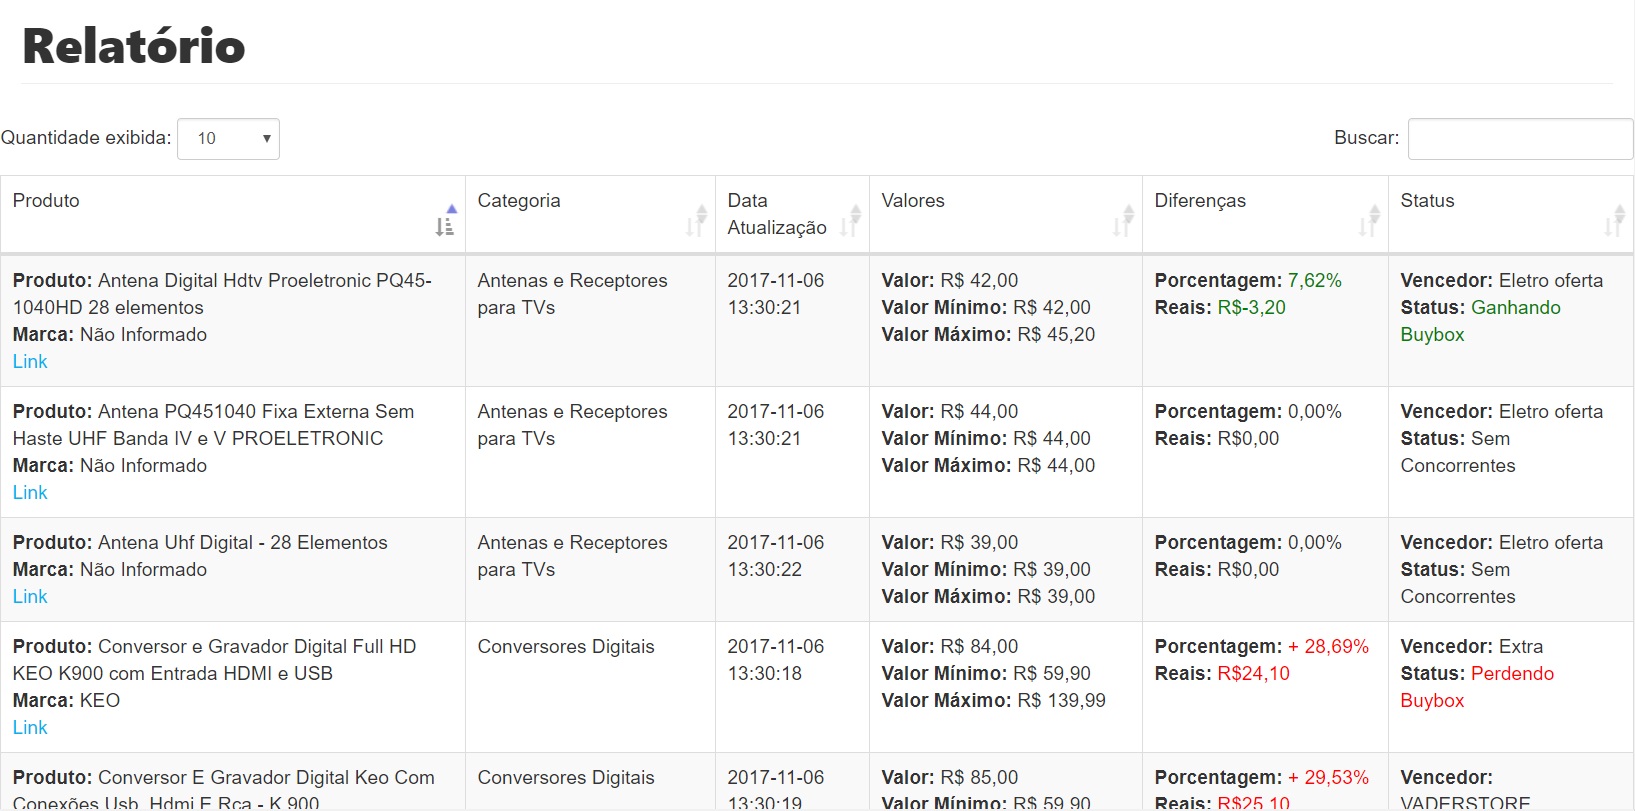 Relatório
Quantidade exibida: 10
Buscar:
Produto
Categoria
Data
Atualização
Valores
Diferenças
Status
Produto: Antena Digital Hdtv Proeletronic PQ45-
1040HD 28 elementos
Marca: Não Informado
Link
Antenas e Receptores
para TVs
2017-11-06
13:30:21
Valor: R$ 42,00
Valor Mínimo: R$ 42,00
Valor Máximo: R$ 45,20
Porcentagem: 7,62%
Reais: R$-3,20
Vencedor: Eletro oferta
Status: Ganhando
Buybox
Produto: Antena PQ451040 Fixa Externa Sem
Haste UHF Banda IV e V PROELETRONIC
Marca: Não Informado
Link
Antenas e Receptores
para TVs
2017-11-06
13:30:21
Valor: R$ 44,00
Valor Mínimo: R$ 44,00
Valor Máximo: R$ 44,00
Porcentagem: 0,00%
Reais: R$0,00
Vencedor: Eletro oferta
Status: Sem
Concorrentes
Produto: Antena Uhf Digital - 28 Elementos
Marca: Não Informado
Link
Antenas e Receptores
para TVs
2017-11-06
13:30:22
Valor: R$ 39,00
Valor Mínimo: R$ 39,00
Valor Máximo: R$ 39,00
Porcentagem: 0,00%
Reais: R$0,00
Vencedor: Eletro oferta
Status: Sem
Concorrentes
Produto: Conversor e Gravador Digital Full HD
KEO K900 com Entrada HDMI e USB
Marca: KEO
Link
Conversores Digitais
2017-11-06
13:30:18
Valor: R$ 84,00
Valor Mínimo: R$ 59,90
Valor Máximo: R$ 139,99
Porcentagem: + 28,69%
Reais: R$24,10
Vencedor: Extra
Status: Perdendo
Buybox
Produto: Conversor E Gravador Digital Keo Com
Conexões Usb, Hdmi E Rca - K 900
Conversores Digitais
2017-11-06
13:30:19
Valor: R$ 85,00
Valor Mínimo: R$ 59,90
Porcentagem: + 29,53%
Reais: R$25,10
Vencedor:
VADERSTORE